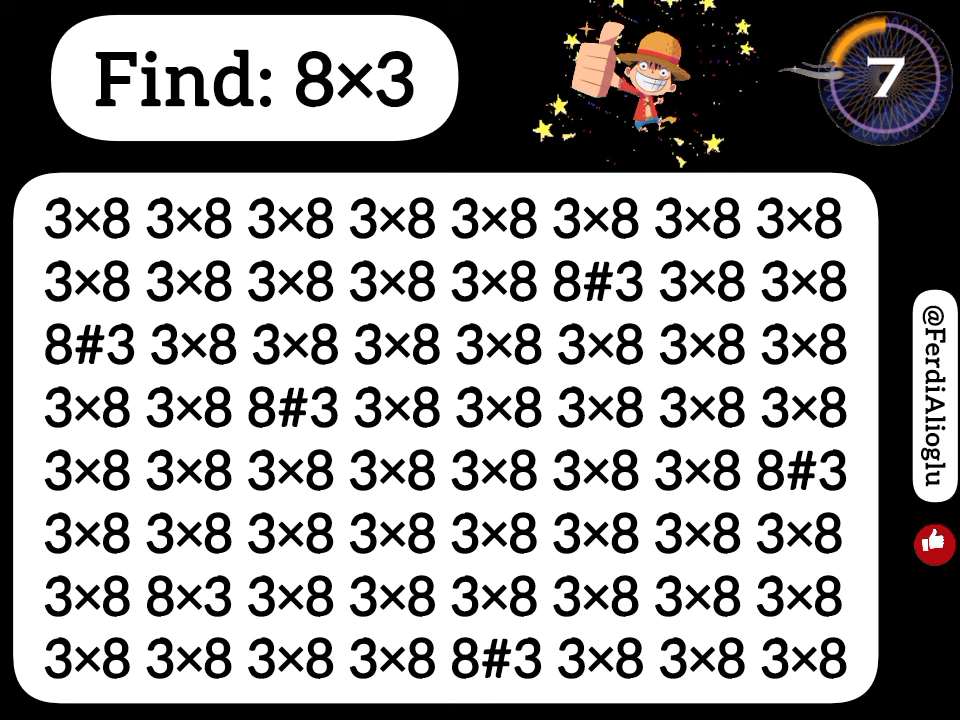 Find: 8×3
7
3×8 3×8 3×8 3×8 3×8 3×8 3×8 3×8
3×8 3×8 3×8 3×8 3×8 8#3 3×8 3×8
8#3 3×8 3×8 3×8 3×8 3×8 3×8 3×8
3×8 3×8 8#3 3×8 3×8 3×8 3×8 3×8
3×8 3×8 3×8 3×8 3×8 3×8 3×8 8#3
3×8 3×8 3×8 3×8 3×8 3×8 3×8 3×8
3×8 8×3 3×8 3×8 3×8 3×8 3×8 3×8
3×8 3×8 3×8 3×8 8#3 3×8 3×8 3×8
@FerdiAlioglu